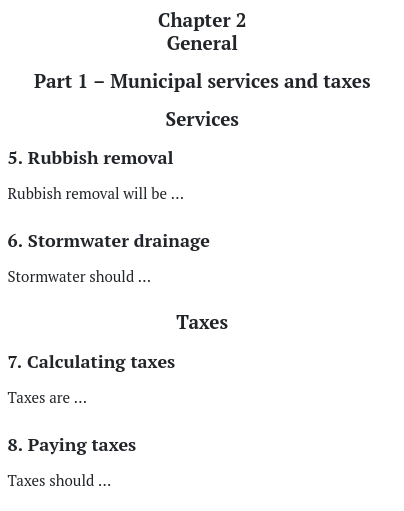 Chapter 2
General
Part 1 – Municipal services and taxes
Services
5. Rubbish removal
Rubbish removal will be …
6. Stormwater drainage
Stormwater should …
Taxes
7. Calculating taxes
Taxes are …
8. Paying taxes
Taxes should …